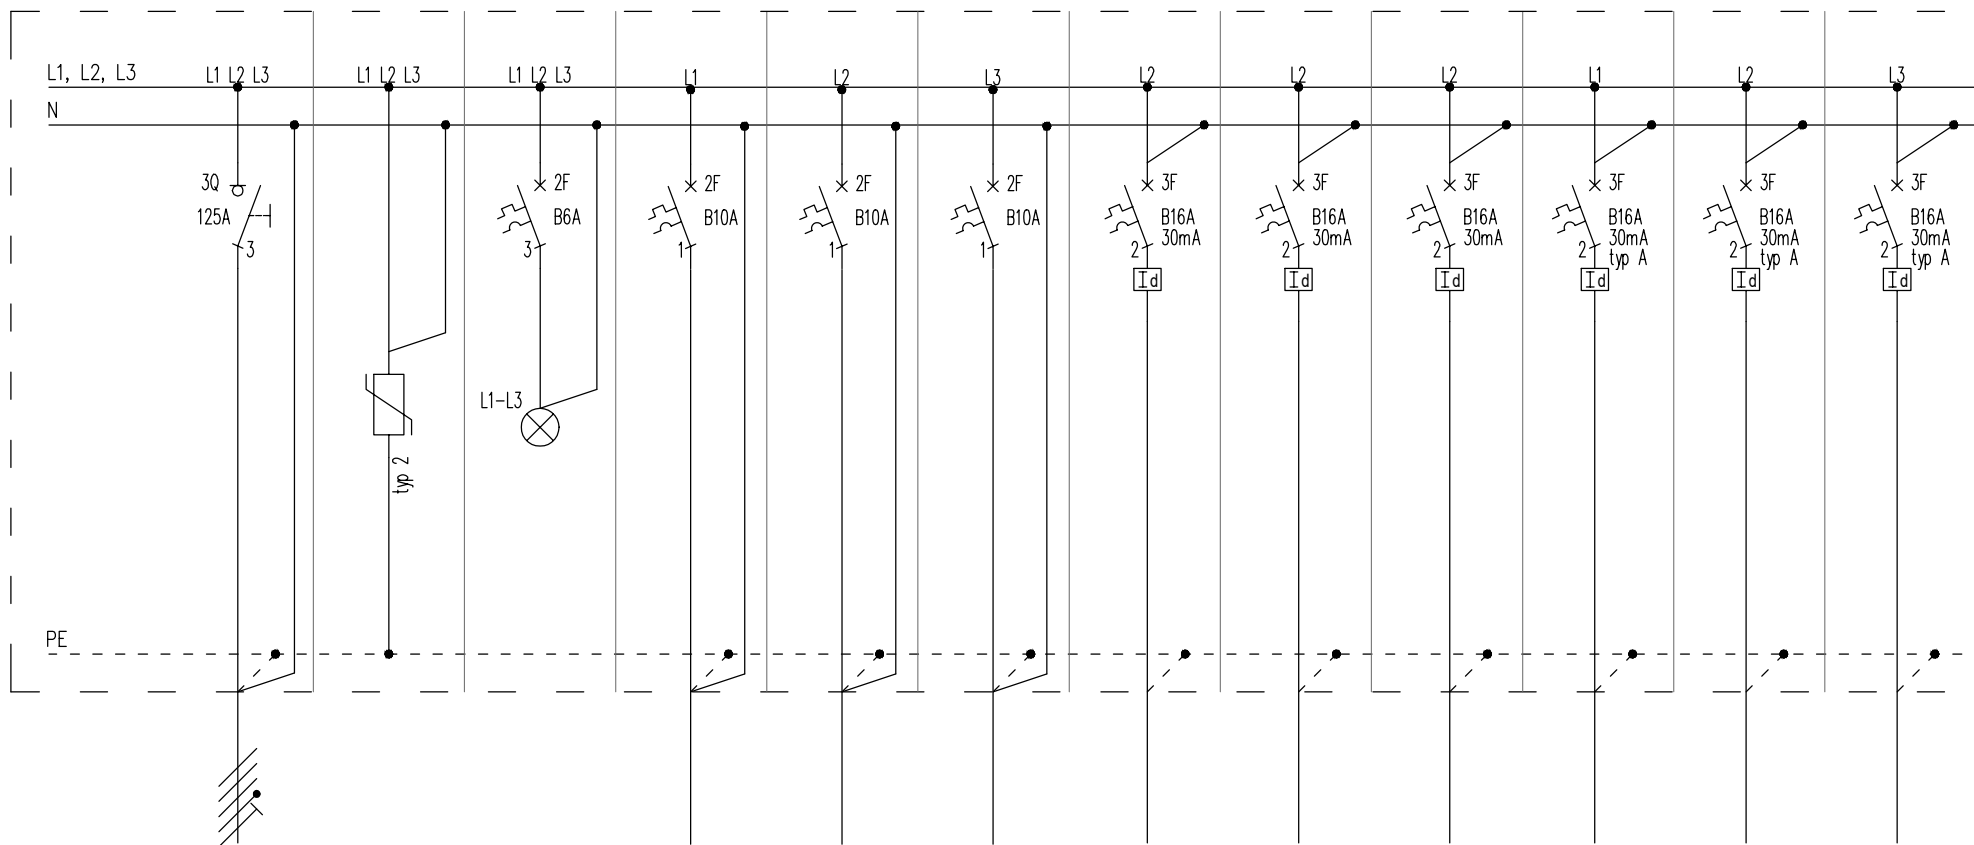 L1, L2, L3
L1 L2 L3
L1 L2 L3
L1 L2 L3
L1
L2
L3
L2
L2
L2
L1
L2
L3
N
3Q
125A
3
typ 2
2F
B6A
3
L1-L3
2F
B10A
1
2F
B10A
1
2F
B10A
1
3F
B16A
30mA
2
Id
3F
B16A
30mA
2
Id
3F
B16A
30mA
2
Id
3F
B16A
30mA
typ A
2
Id
3F
B16A
30mA
typ A
2
Id
3F
B16A
30mA
typ A
2
Id
PE